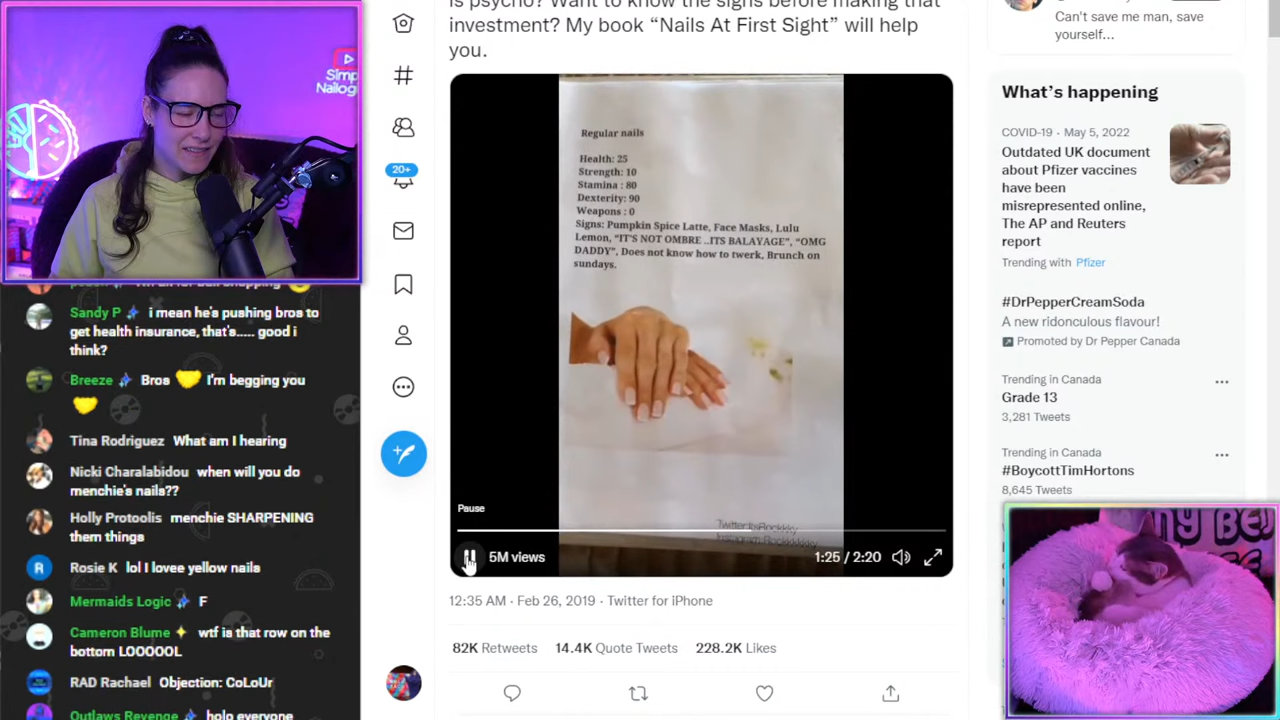 Simply
Nailogical
is psycho? Want to know the signs before making that
investment? My book “Nails At First Sight” will help
you.
Regular nails
Health: 25
Strength: 10
Stamina : 80
Dexterity: 90
Weapons : 0
Signs: Pumpkin Spice Latte, Face Masks, Lulu
Lemon, “IT'S NOT OMBRE ..ITS BALAYAGE”, “OMG
DADDY”, Does not know how to twerk, Brunch on
sundays.
Pause
5M views
1:25 / 2:20
12:35 AM · Feb 26, 2019 · Twitter for iPhone
82K Retweets 14.4K Quote Tweets 228.2K Likes
20+
Sandy P i mean he's pushing bros to
get health insurance, that's..... good i
think?
Breeze Bros 💛 I'm begging you
💛
Tina Rodriguez What am I hearing
Nicki Charalabidou when will you do
menchie's nails??
Holly Protoolis menchie SHARPENING
them things
Rosie K lol I lovee yellow nails
Mermaids Logic F
Cameron Blume wtf is that row on the
bottom LOOOOOL
RAD Rachael Objection: CoLoUr
Outlaws Revenge holo everyone
Can't save me man, save
yourself...
What's happening
COVID-19 · May 5, 2022
Outdated UK document
about Pfizer vaccines
have been
misrepresented online,
The AP and Reuters
report
Trending with Pfizer
#DrPepperCreamSoda
A new ridonculous flavour!
Promoted by Dr Pepper Canada
Trending in Canada
Grade 13
3,281 Tweets
Trending in Canada
#BoycottTimHortons
8,645 Tweets